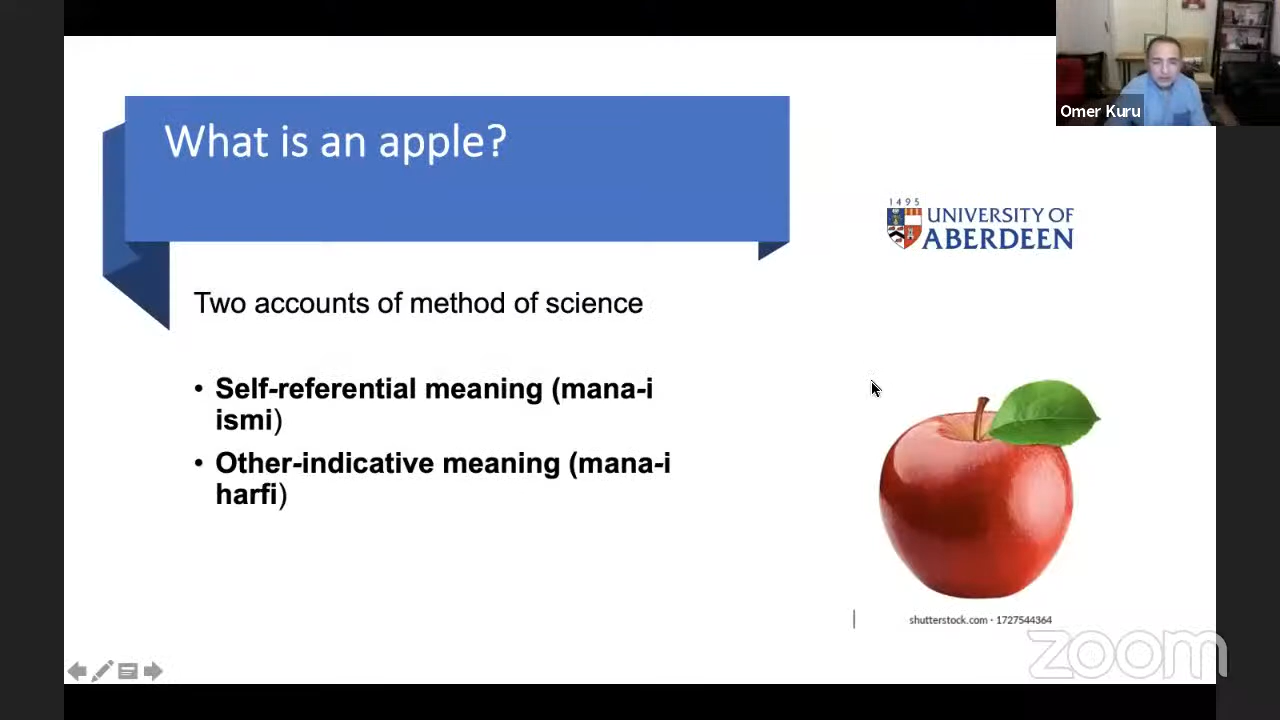 Omer Kuru
What is an apple?
1495
UNIVERSITY OF
ABERDEEN
Two accounts of method of science
• Self-referential meaning (mana-i
ismi)
• Other-indicative meaning (mana-i
harfi)
shutterstock.com · 1727544364
zoom